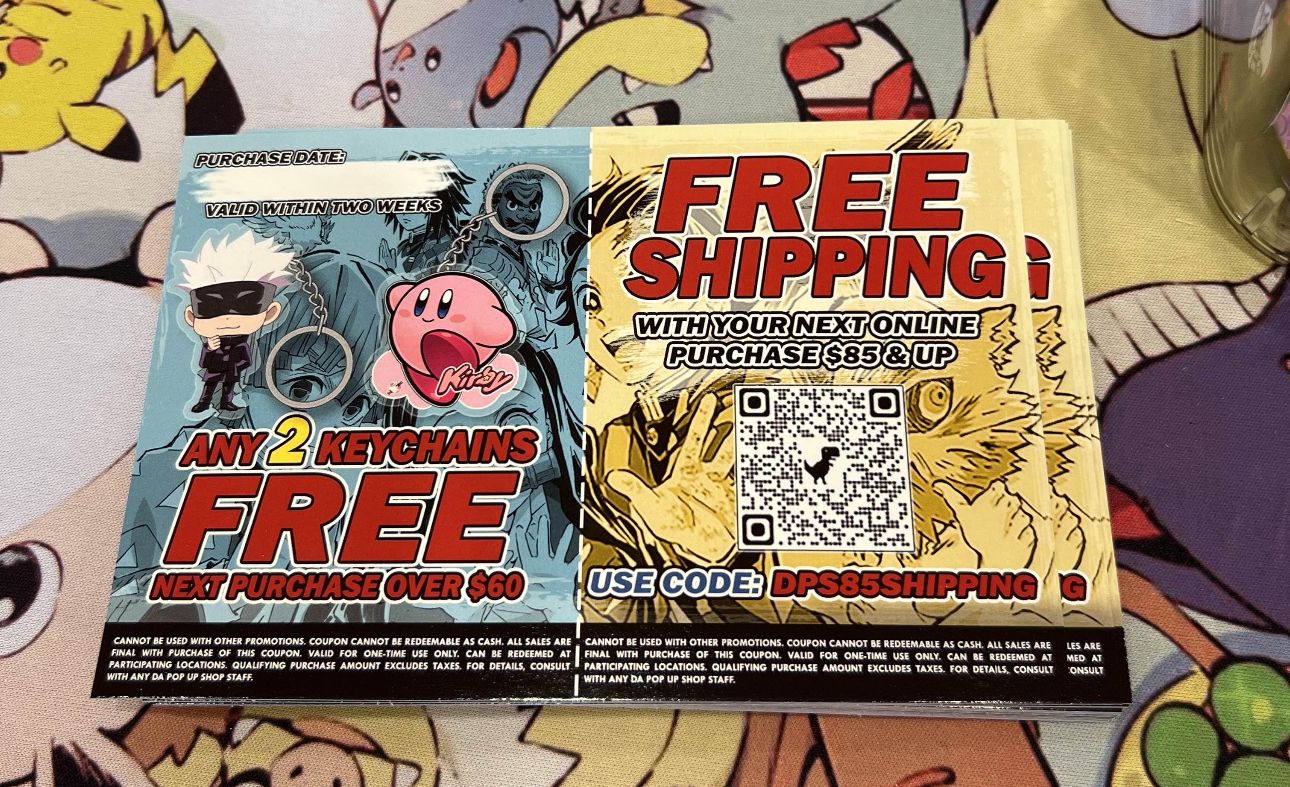 PURCHASE DATE:
VALID WITHIN TWO WEEKS
Kirby
ANY 2 KEYCHAINS
FREE
NEXT PURCHASE OVER $60
CANNOT BE USED WITH OTHER PROMOTIONS. COUPON CANNOT BE REDEEMABLE AS CASH. ALL SALES ARE
FINAL WITH PURCHASE OF THIS COUPON. VALID FOR ONE-TIME USE ONLY. CAN BE REDEEMED AT
PARTICIPATING LOCATIONS. QUALIFYING PURCHASE AMOUNT EXCLUDES TAXES. FOR DETAILS, CONSULT
WITH ANY DA POP UP SHOP STAFF.
FREE
SHIPPING
WITH YOUR NEXT ONLINE
PURCHASE $85 & UP
USE CODE: DPS85SHIPPING
CANNOT BE USED WITH OTHER PROMOTIONS. COUPON CANNOT BE REDEEMABLE AS CASH. ALL SALES ARE
FINAL WITH PURCHASE OF THIS COUPON. VALID FOR ONE-TIME USE ONLY. CAN BE REDEEMED AT
PARTICIPATING LOCATIONS. QUALIFYING PURCHASE AMOUNT EXCLUDES TAXES. FOR DETAILS, CONSULT
WITH ANY DA POP UP SHOP STAFF.
G
G
LES ARE
MED AT
CONSULT